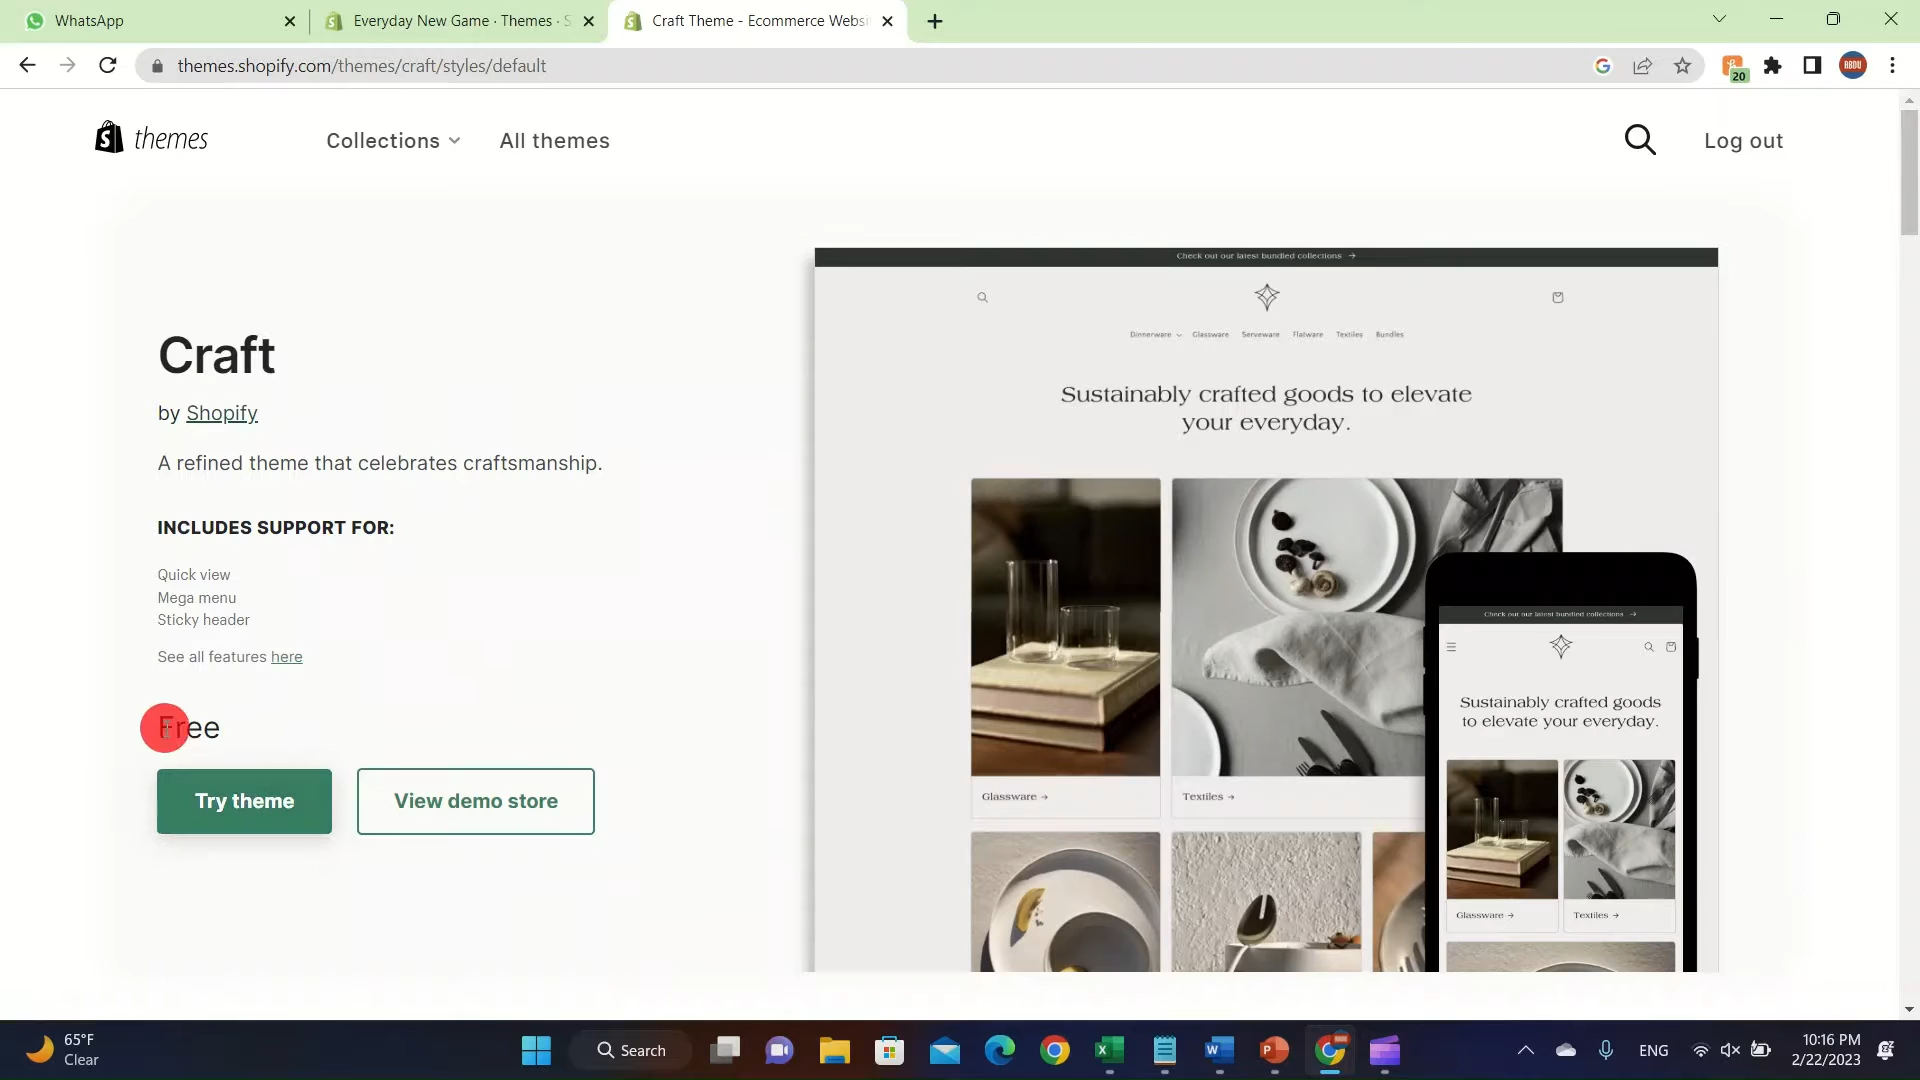 WhatsApp
Everyday New Game · Themes · S
Craft Theme - Ecommerce Websi
themes.shopify.com/themes/craft/styles/default
20
ABDU
themes
Collections
All themes
Log out
Craft
by Shopify
A refined theme that celebrates craftsmanship.
INCLUDES SUPPORT FOR:
Quick view
Mega menu
Sticky header
See all features here
Free
Try theme
View demo store
Check out our latest bundled collections →
Dinnerware Glassware Serveware Flatware Textiles Bundles
Sustainably crafted goods to elevate
your everyday.
Glassware →
Textiles →
Check out our latest bundled collections →
Sustainably crafted goods
to elevate your everyday.
Glassware →
Textiles →
65°F
Clear
Search
ENG
10:16 PM
2/22/2023